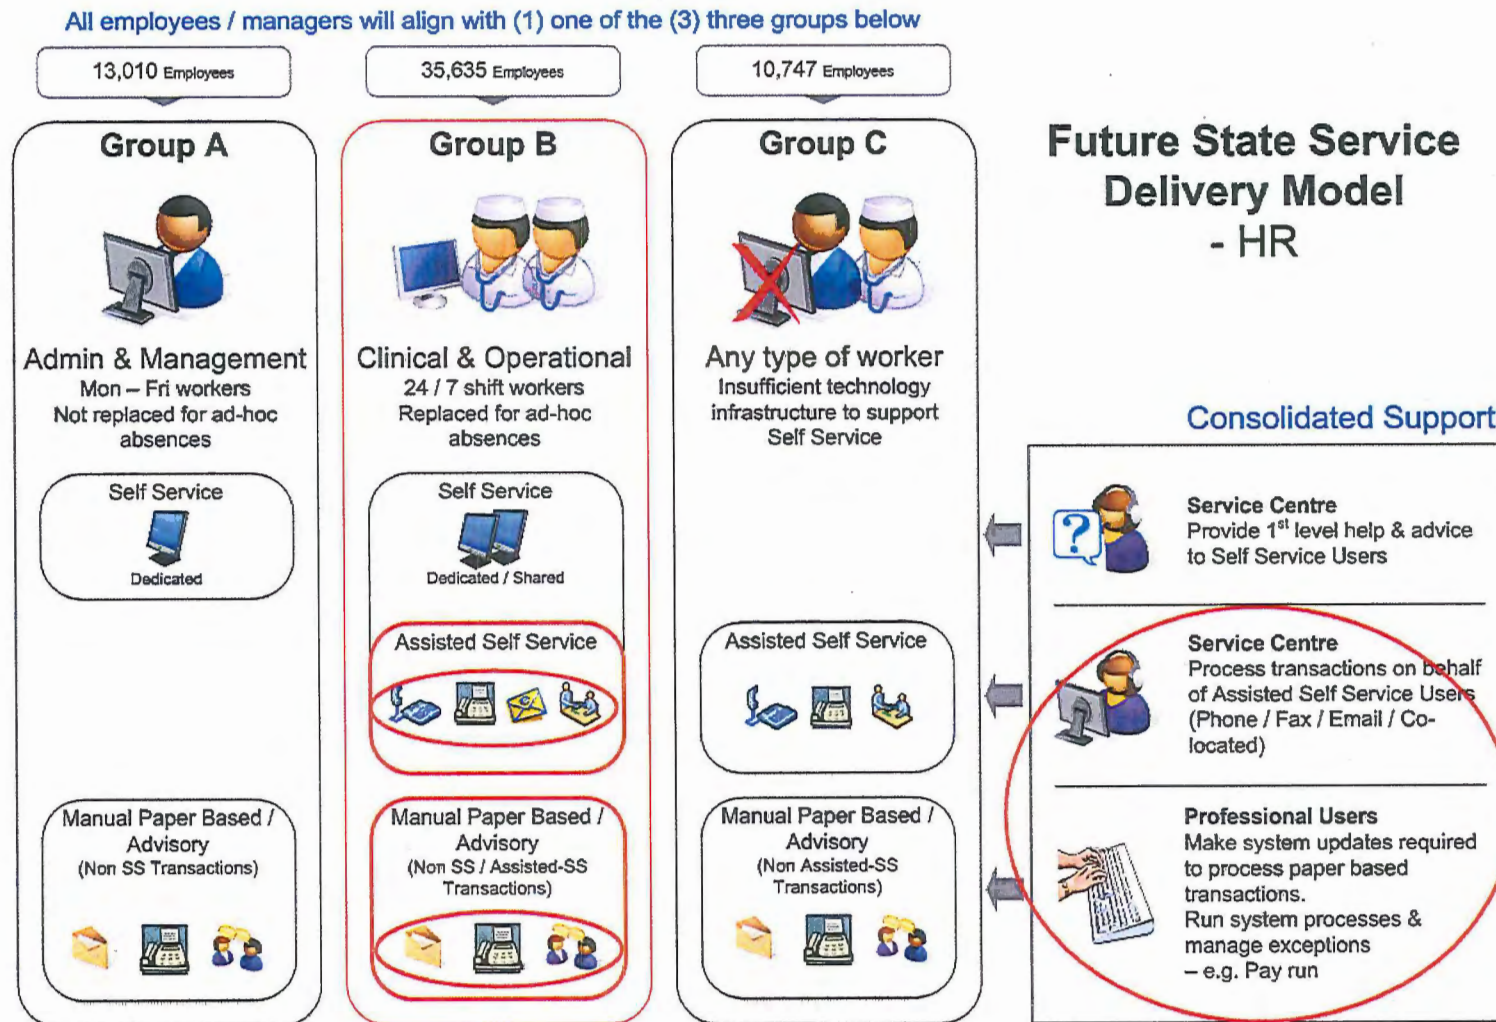 All employees / managers will align with (1) one of the (3) three groups below
13,010 Employees
35,635 Employees
10,747 Employees
Group A
Admin & Management
Mon – Fri workers
Not replaced for ad-hoc
absences
Self Service
Dedicated
Manual Paper Based /
Advisory
(Non SS Transactions)
Group B
Clinical & Operational
24 / 7 shift workers
Replaced for ad-hoc
absences
Self Service
Dedicated / Shared
Assisted Self Service
Manual Paper Based /
Advisory
(Non SS / Assisted-SS
Transactions)
Group C
Any type of worker
Insufficient technology
infrastructure to support
Self Service
Assisted Self Service
Manual Paper Based /
Advisory
(Non Assisted-SS
Transactions)
Future State Service
Delivery Model
- HR
Consolidated Support
?
Service Centre
Provide 1st level help & advice
to Self Service Users
Service Centre
Process transactions on behalf
of Assisted Self Service Users
(Phone / Fax / Email / Co-
located)
Professional Users
Make system updates required
to process paper based
transactions.
Run system processes &
manage exceptions
– e.g. Pay run